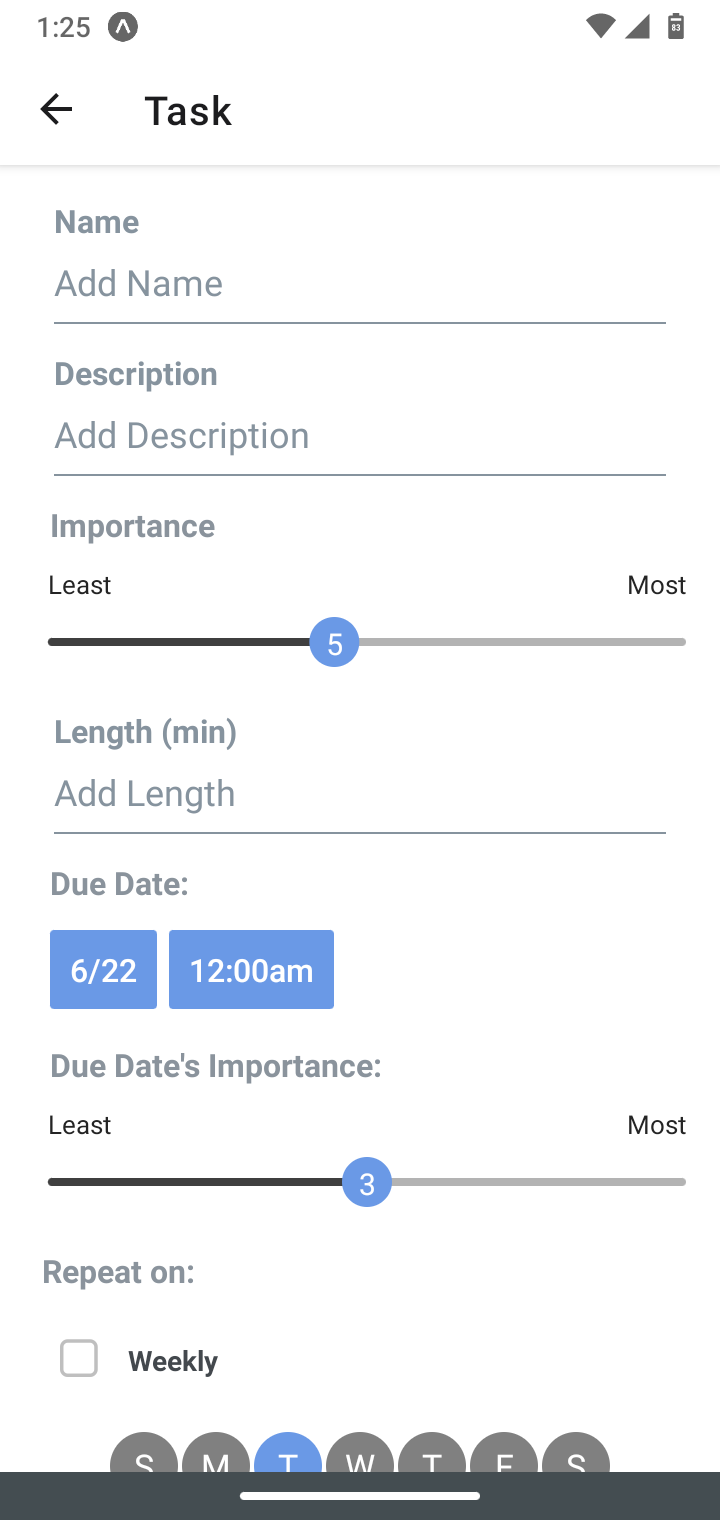 1:25
83
Task
Name
Add Name
Description
Add Description
Importance
Least Most
5
Length (min)
Add Length
Due Date:
6/22 12:00am
Due Date's Importance:
Least Most
3
Repeat on:
Weekly
S M T W T F S